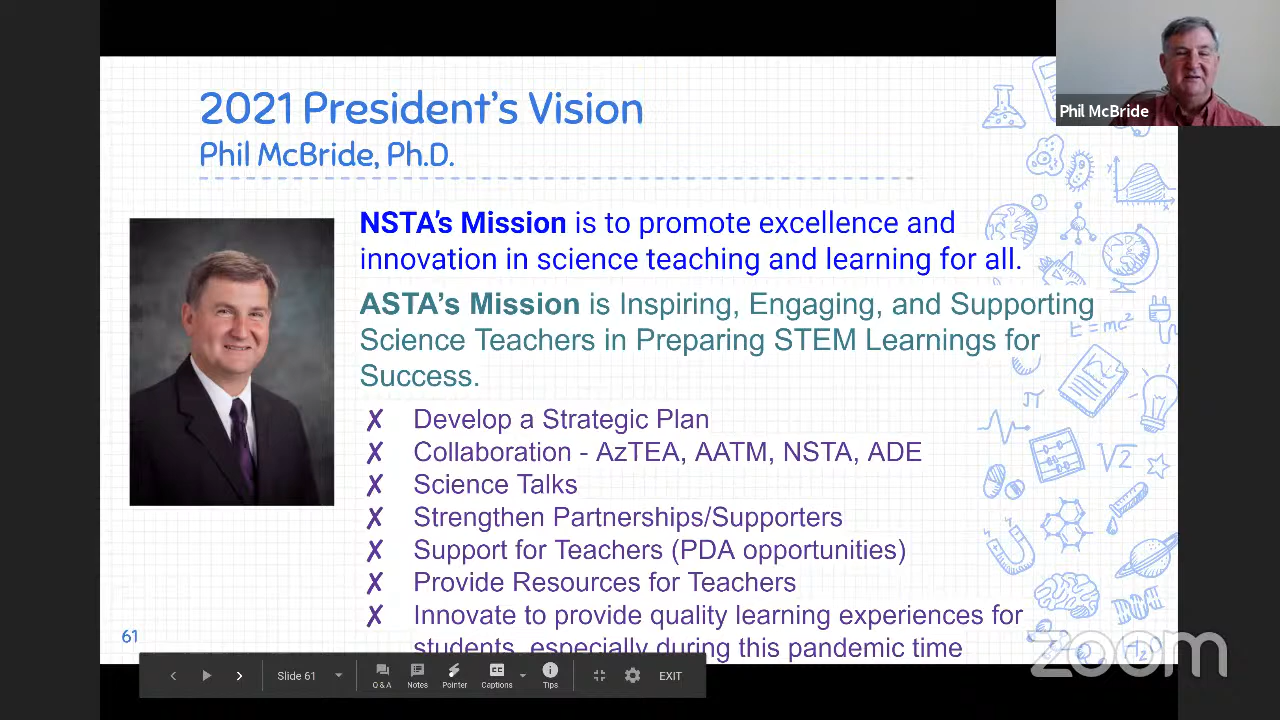 2021 President's Vision
Phil McBride, Ph.D.
Phil McBride
NSTA's Mission is to promote excellence and
innovation in science teaching and learning for all.
ASTA's Mission is Inspiring, Engaging, and Supporting
Science Teachers in Preparing STEM Learnings for
Success.
✗ Develop a Strategic Plan
✗ Collaboration - AzTEA, AATM, NSTA, ADE
✗ Science Talks
✗ Strengthen Partnerships/Supporters
✗ Support for Teachers (PDA opportunities)
✗ Provide Resources for Teachers
✗ Innovate to provide quality learning experiences for
students, especially during this pandemic time
E=mc²
π
√2
H₂O
61
zoom
Slide 61
Q & A
Notes
Pointer
CC
Captions
Tips
EXIT